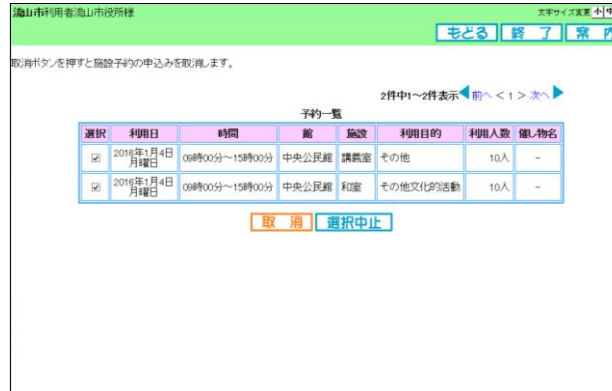 流山市利用者流山市役所様
文字サイズ変更 小 中
もどる 終 了 案 内
取消ボタンを押すと施設予約の申込みを取消します。
2件中1~2件表示 前へ < 1 > 次へ
予約一覧
選択 利用日 時間 館 施設 利用目的 利用人数 催し物名
2016年1月4日 月曜日 09時00分~15時00分 中央公民館 講義室 その他 10人 -
2016年1月4日 月曜日 09時00分~15時00分 中央公民館 和室 その他文化的活動 10人 -
取 消 選択中止